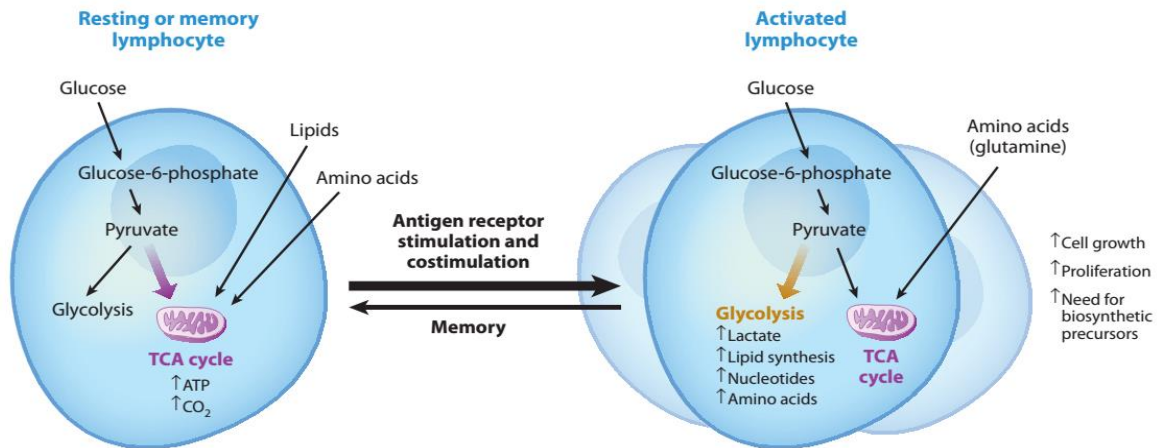 Resting or memory
lymphocyte
Glucose
Lipids
Glucose-6-phosphate
Amino acids
Pyruvate
Glycolysis
TCA cycle
↑ATP
↑CO₂
Antigen receptor
stimulation and
costimulation
Memory
Activated
lymphocyte
Glucose
Amino acids
(glutamine)
Glucose-6-phosphate
Pyruvate
Glycolysis
↑Lactate
↑Lipid synthesis
↑Nucleotides
↑Amino acids
TCA
cycle
↑Cell growth
↑Proliferation
↑Need for
biosynthetic
precursors